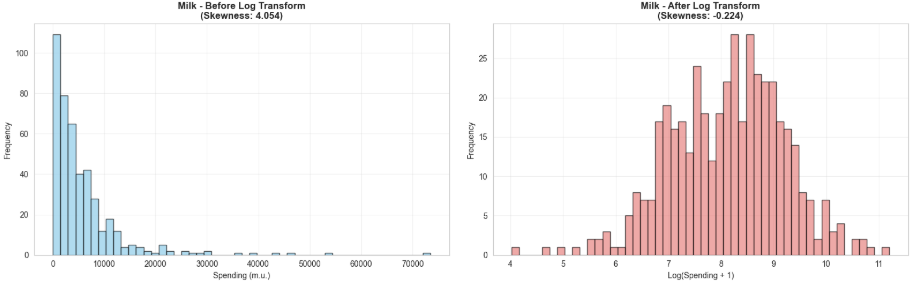 Milk - Before Log Transform
(Skewness: 4.054)
Frequency
100
80
60
40
20
0
0 10000 20000 30000 40000 50000 60000 70000
Spending (m.u.)
Milk - After Log Transform
(Skewness: -0.224)
Frequency
25
20
15
10
5
0
4 5 6 7 8 9 10 11
Log(Spending + 1)